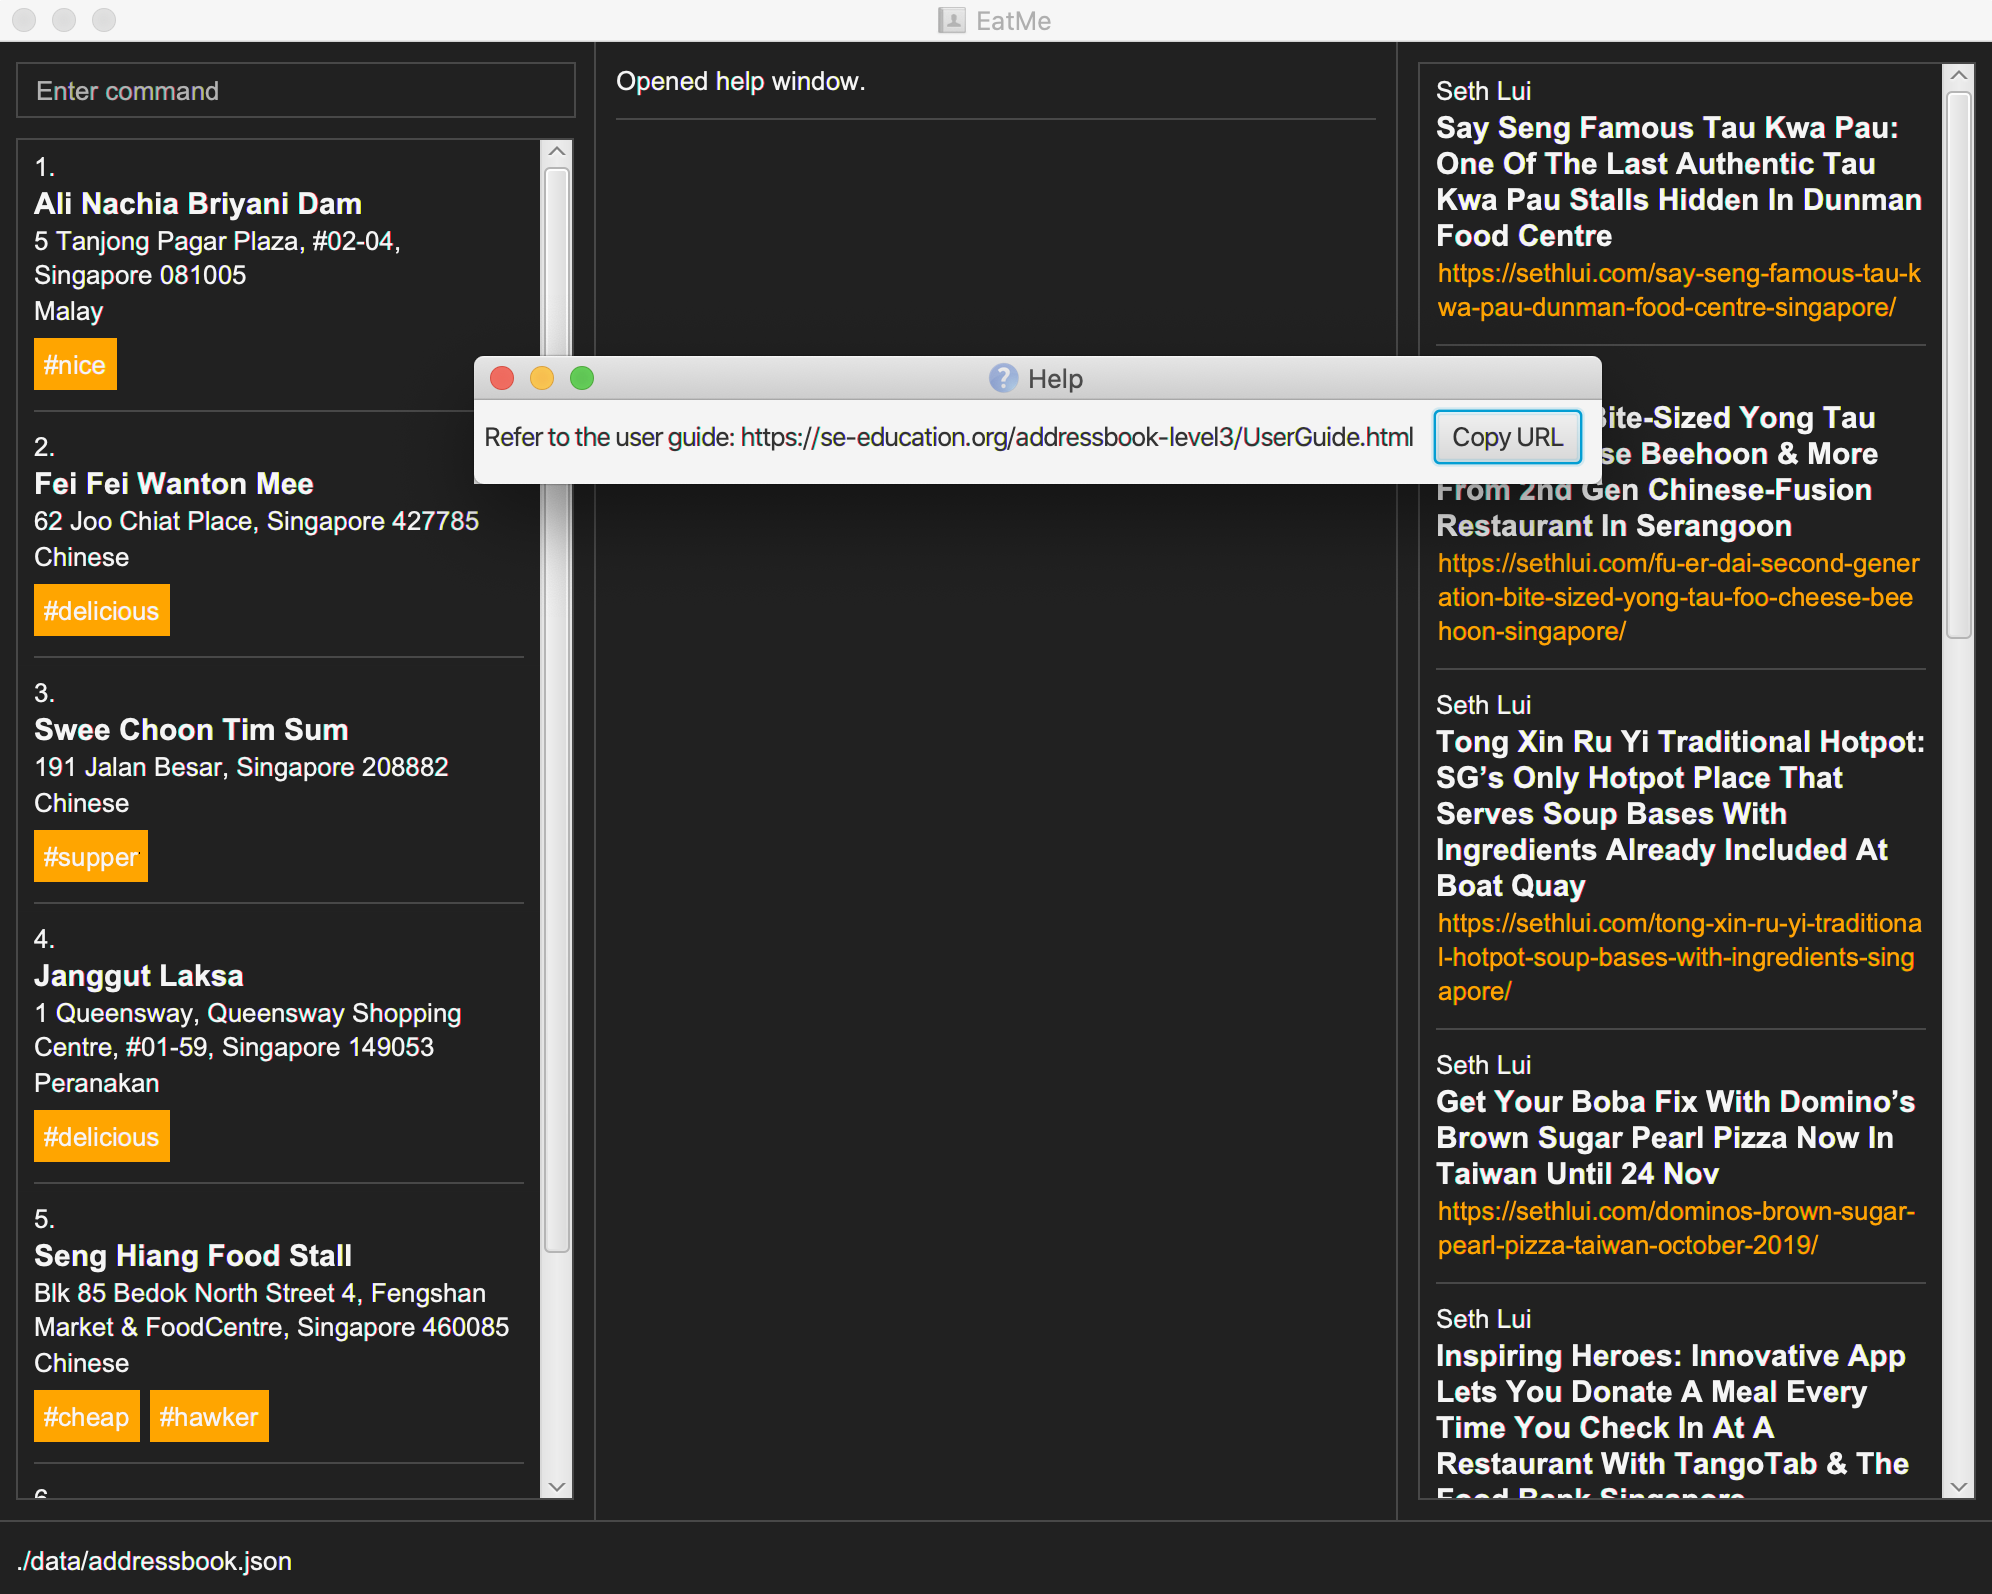 EatMe
Enter command
1.
Ali Nachia Briyani Dam
5 Tanjong Pagar Plaza, #02-04,
Singapore 081005
Malay
#nice
2.
Fei Fei Wanton Mee
62 Joo Chiat Place, Singapore 427785
Chinese
#delicious
3.
Swee Choon Tim Sum
191 Jalan Besar, Singapore 208882
Chinese
#supper
4.
Janggut Laksa
1 Queensway, Queensway Shopping
Centre, #01-59, Singapore 149053
Peranakan
#delicious
5.
Seng Hiang Food Stall
Blk 85 Bedok North Street 4, Fengshan
Market & FoodCentre, Singapore 460085
Chinese
#cheap #hawker
Opened help window.
Help
Refer to the user guide: https://se-education.org/addressbook-level3/UserGuide.html
Copy URL
Seth Lui
Say Seng Famous Tau Kwa Pau:
One Of The Last Authentic Tau
Kwa Pau Stalls Hidden In Dunman
Food Centre
https://sethlui.com/say-seng-famous-tau-k
wa-pau-dunman-food-centre-singapore/
ite-Sized Yong Tau
se Beehoon & More
From 2nd Gen Chinese-Fusion
Restaurant In Serangoon
https://sethlui.com/fu-er-dai-second-gener
ation-bite-sized-yong-tau-foo-cheese-bee
hoon-singapore/
Seth Lui
Tong Xin Ru Yi Traditional Hotpot:
SG’s Only Hotpot Place That
Serves Soup Bases With
Ingredients Already Included At
Boat Quay
https://sethlui.com/tong-xin-ru-yi-traditiona
l-hotpot-soup-bases-with-ingredients-sing
apore/
Seth Lui
Get Your Boba Fix With Domino’s
Brown Sugar Pearl Pizza Now In
Taiwan Until 24 Nov
https://sethlui.com/dominos-brown-sugar-
pearl-pizza-taiwan-october-2019/
Seth Lui
Inspiring Heroes: Innovative App
Lets You Donate A Meal Every
Time You Check In At A
Restaurant With TangoTab & The
Food Bank Singapore
./data/addressbook.json